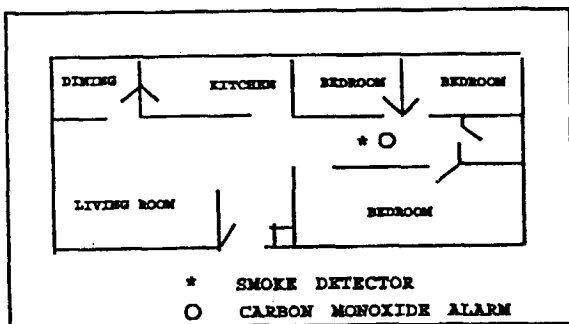 DINING KITCHEN BEDROOM BEDROOM
* O
LIVING ROOM BEDROOM
* SMOKE DETECTOR
O CARBON MONOXIDE ALARM